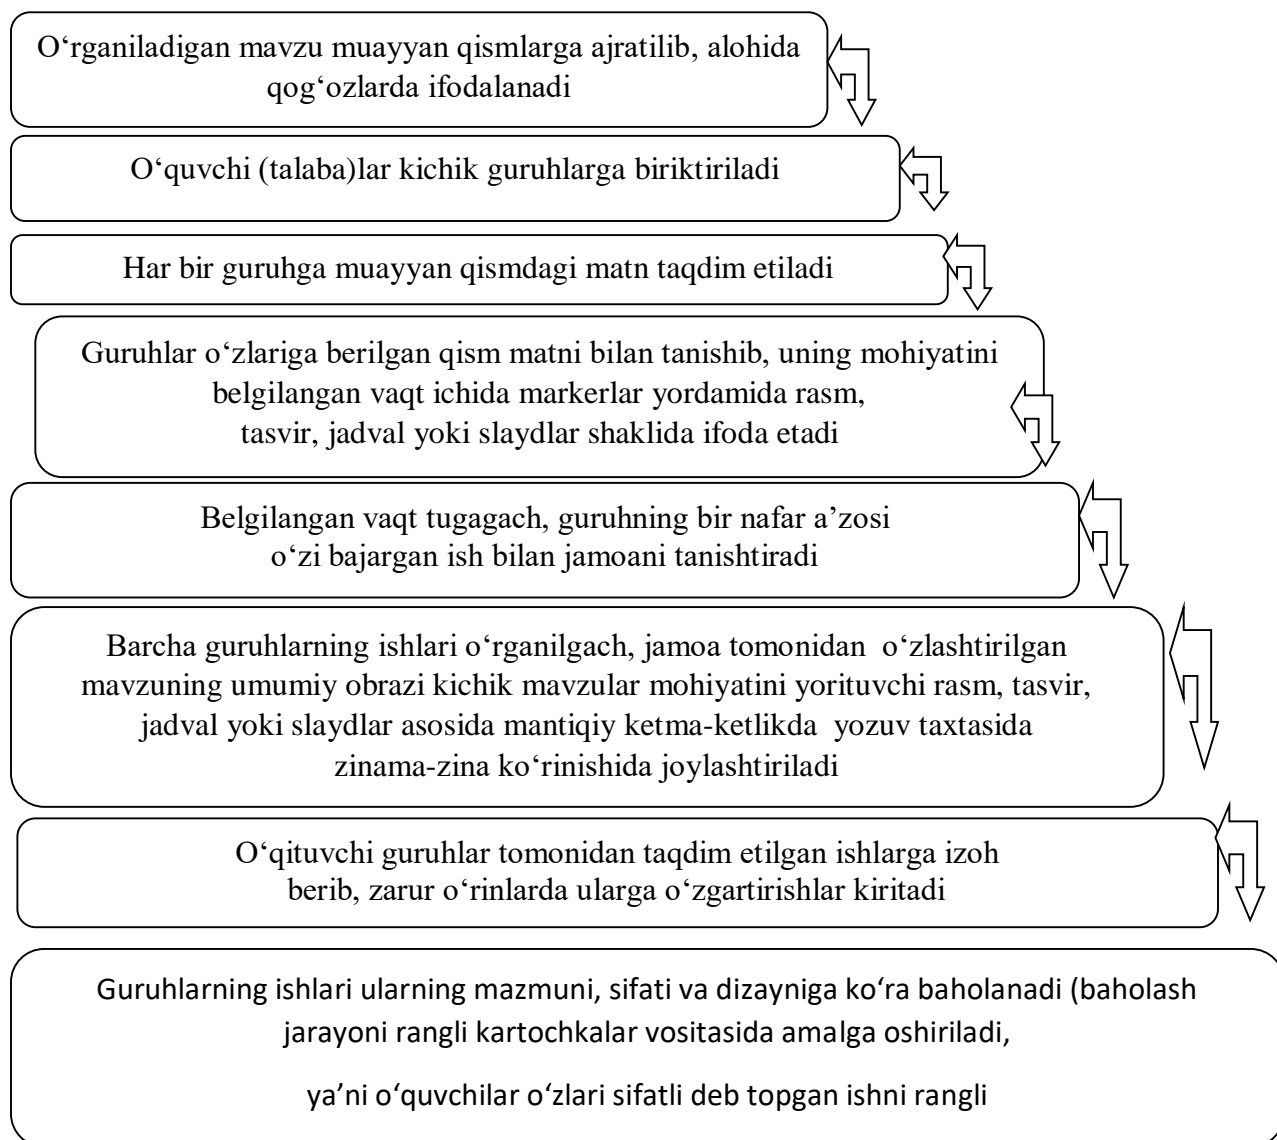 O‘rganiladigan mavzu muayyan qismlarga ajratilib, alohida
qog‘ozlarda ifodalanadi
O‘quvchi (talaba)lar kichik guruhlarga biriktiriladi
Har bir guruhga muayyan qismdagi matn taqdim etiladi
Guruhlar o‘zlariga berilgan qism matni bilan tanishib, uning mohiyatini
belgilangan vaqt ichida markerlar yordamida rasm,
tasvir, jadval yoki slaydlar shaklida ifoda etadi
Belgilangan vaqt tugagach, guruhning bir nafar a’zosi
o‘zi bajargan ish bilan jamoani tanishtiradi
Barcha guruhlarning ishlari o‘rganilgach, jamoa tomonidan o‘zlashtirilgan
mavzuning umumiy obrazi kichik mavzular mohiyatini yorituvchi rasm, tasvir,
jadval yoki slaydlar asosida mantiqiy ketma-ketlikda yozuv taxtasida
zinama-zina ko‘rinishida joylashtiriladi
O‘qituvchi guruhlar tomonidan taqdim etilgan ishlarga izoh
berib, zarur o‘rinlarda ularga o‘zgartirishlar kiritadi
Guruhlarning ishlari ularning mazmuni, sifati va dizayniga ko‘ra baholanadi (baholash
jarayoni rangli kartochkalar vositasida amalga oshiriladi,
ya’ni o‘quvchilar o‘zlari sifatli deb topgan ishni rangli